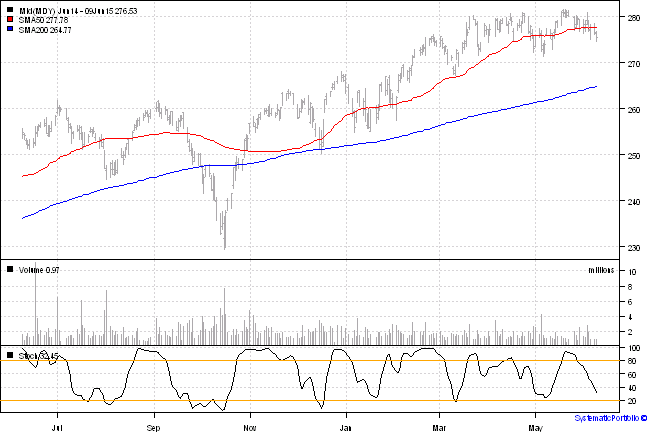 Mid(MDY) Jun14 - 09Jun15 276.53
SMA50 277.78
SMA200 264.77
280
270
260
250
240
230
Volume 0.97
millions
10
8
6
4
2
100
80
60
40
20
Jul
Sep
Nov
Jan
Mar
May
SystematicPortfolio ©